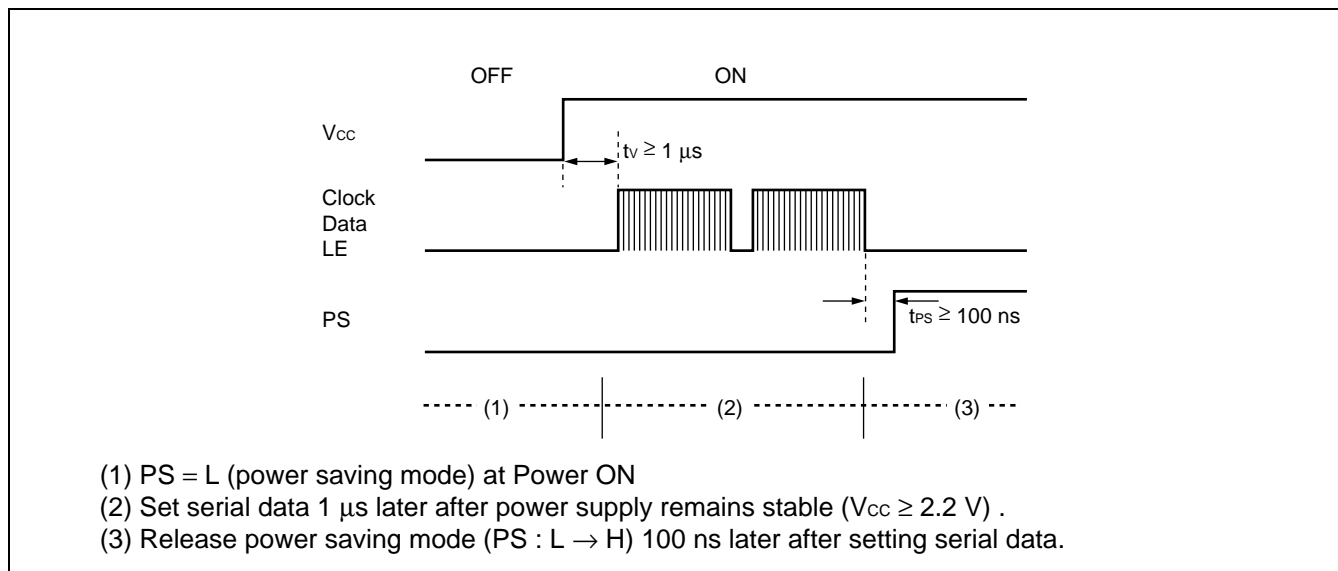 OFF ON
Vcc
tV ≥ 1 μs
Clock
Data
LE
PS
tPS ≥ 100 ns
(1) (2) (3)
(1) PS = L (power saving mode) at Power ON
(2) Set serial data 1 μs later after power supply remains stable (Vcc ≥ 2.2 V) .
(3) Release power saving mode (PS : L → H) 100 ns later after setting serial data.